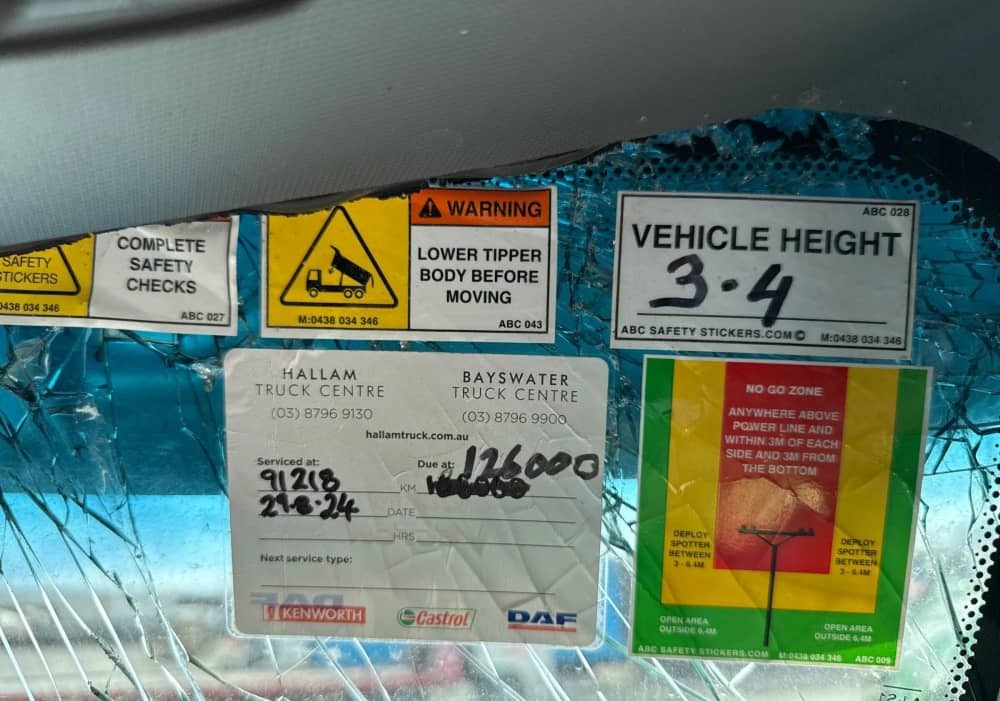 SAFETY
STICKERS
0438 034 346
COMPLETE
SAFETY
CHECKS
ABC 027
WARNING
LOWER TIPPER
BODY BEFORE
MOVING
M:0438 034 346
ABC 043
ABC 028
VEHICLE HEIGHT
3.4
ABC SAFETY STICKERS.COM © M:0438 034 346
HALLAM
TRUCK CENTRE
(03) 8796 9130
BAYSWATER
TRUCK CENTRE
(03) 8796 9900
hallamtruck.com.au
Serviced at: Due at: 126000
91218 KM
29-8-24 DATE
HRS
Next service type:
KENWORTH Castrol DAF
NO GO ZONE
ANYWHERE ABOVE
POWER LINE AND
WITHIN 3M OF EACH
SIDE AND 3M FROM
THE BOTTOM
DEPLOY
SPOTTER
BETWEEN
3 - 6.4M
DEPLOY
SPOTTER
BETWEEN
3 - 6.4M
OPEN AREA
OUTSIDE 6.4M
OPEN AREA
OUTSIDE 6.4M
ABC SAFETY STICKERS.COM M:0438 034 346 ABC 009